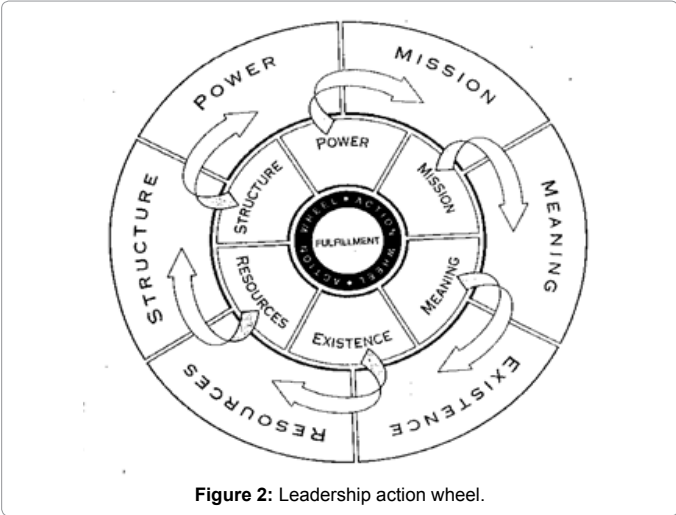 POWER
MISSION
MEANING
EXISTENCE
RESOURCES
STRUCTURE
POWER
MISSION
MEANING
EXISTENCE
RESOURCES
STRUCTURE
ACTION WHEEL • ACTION WHEEL •
FULFILLMENT
Figure 2: Leadership action wheel.